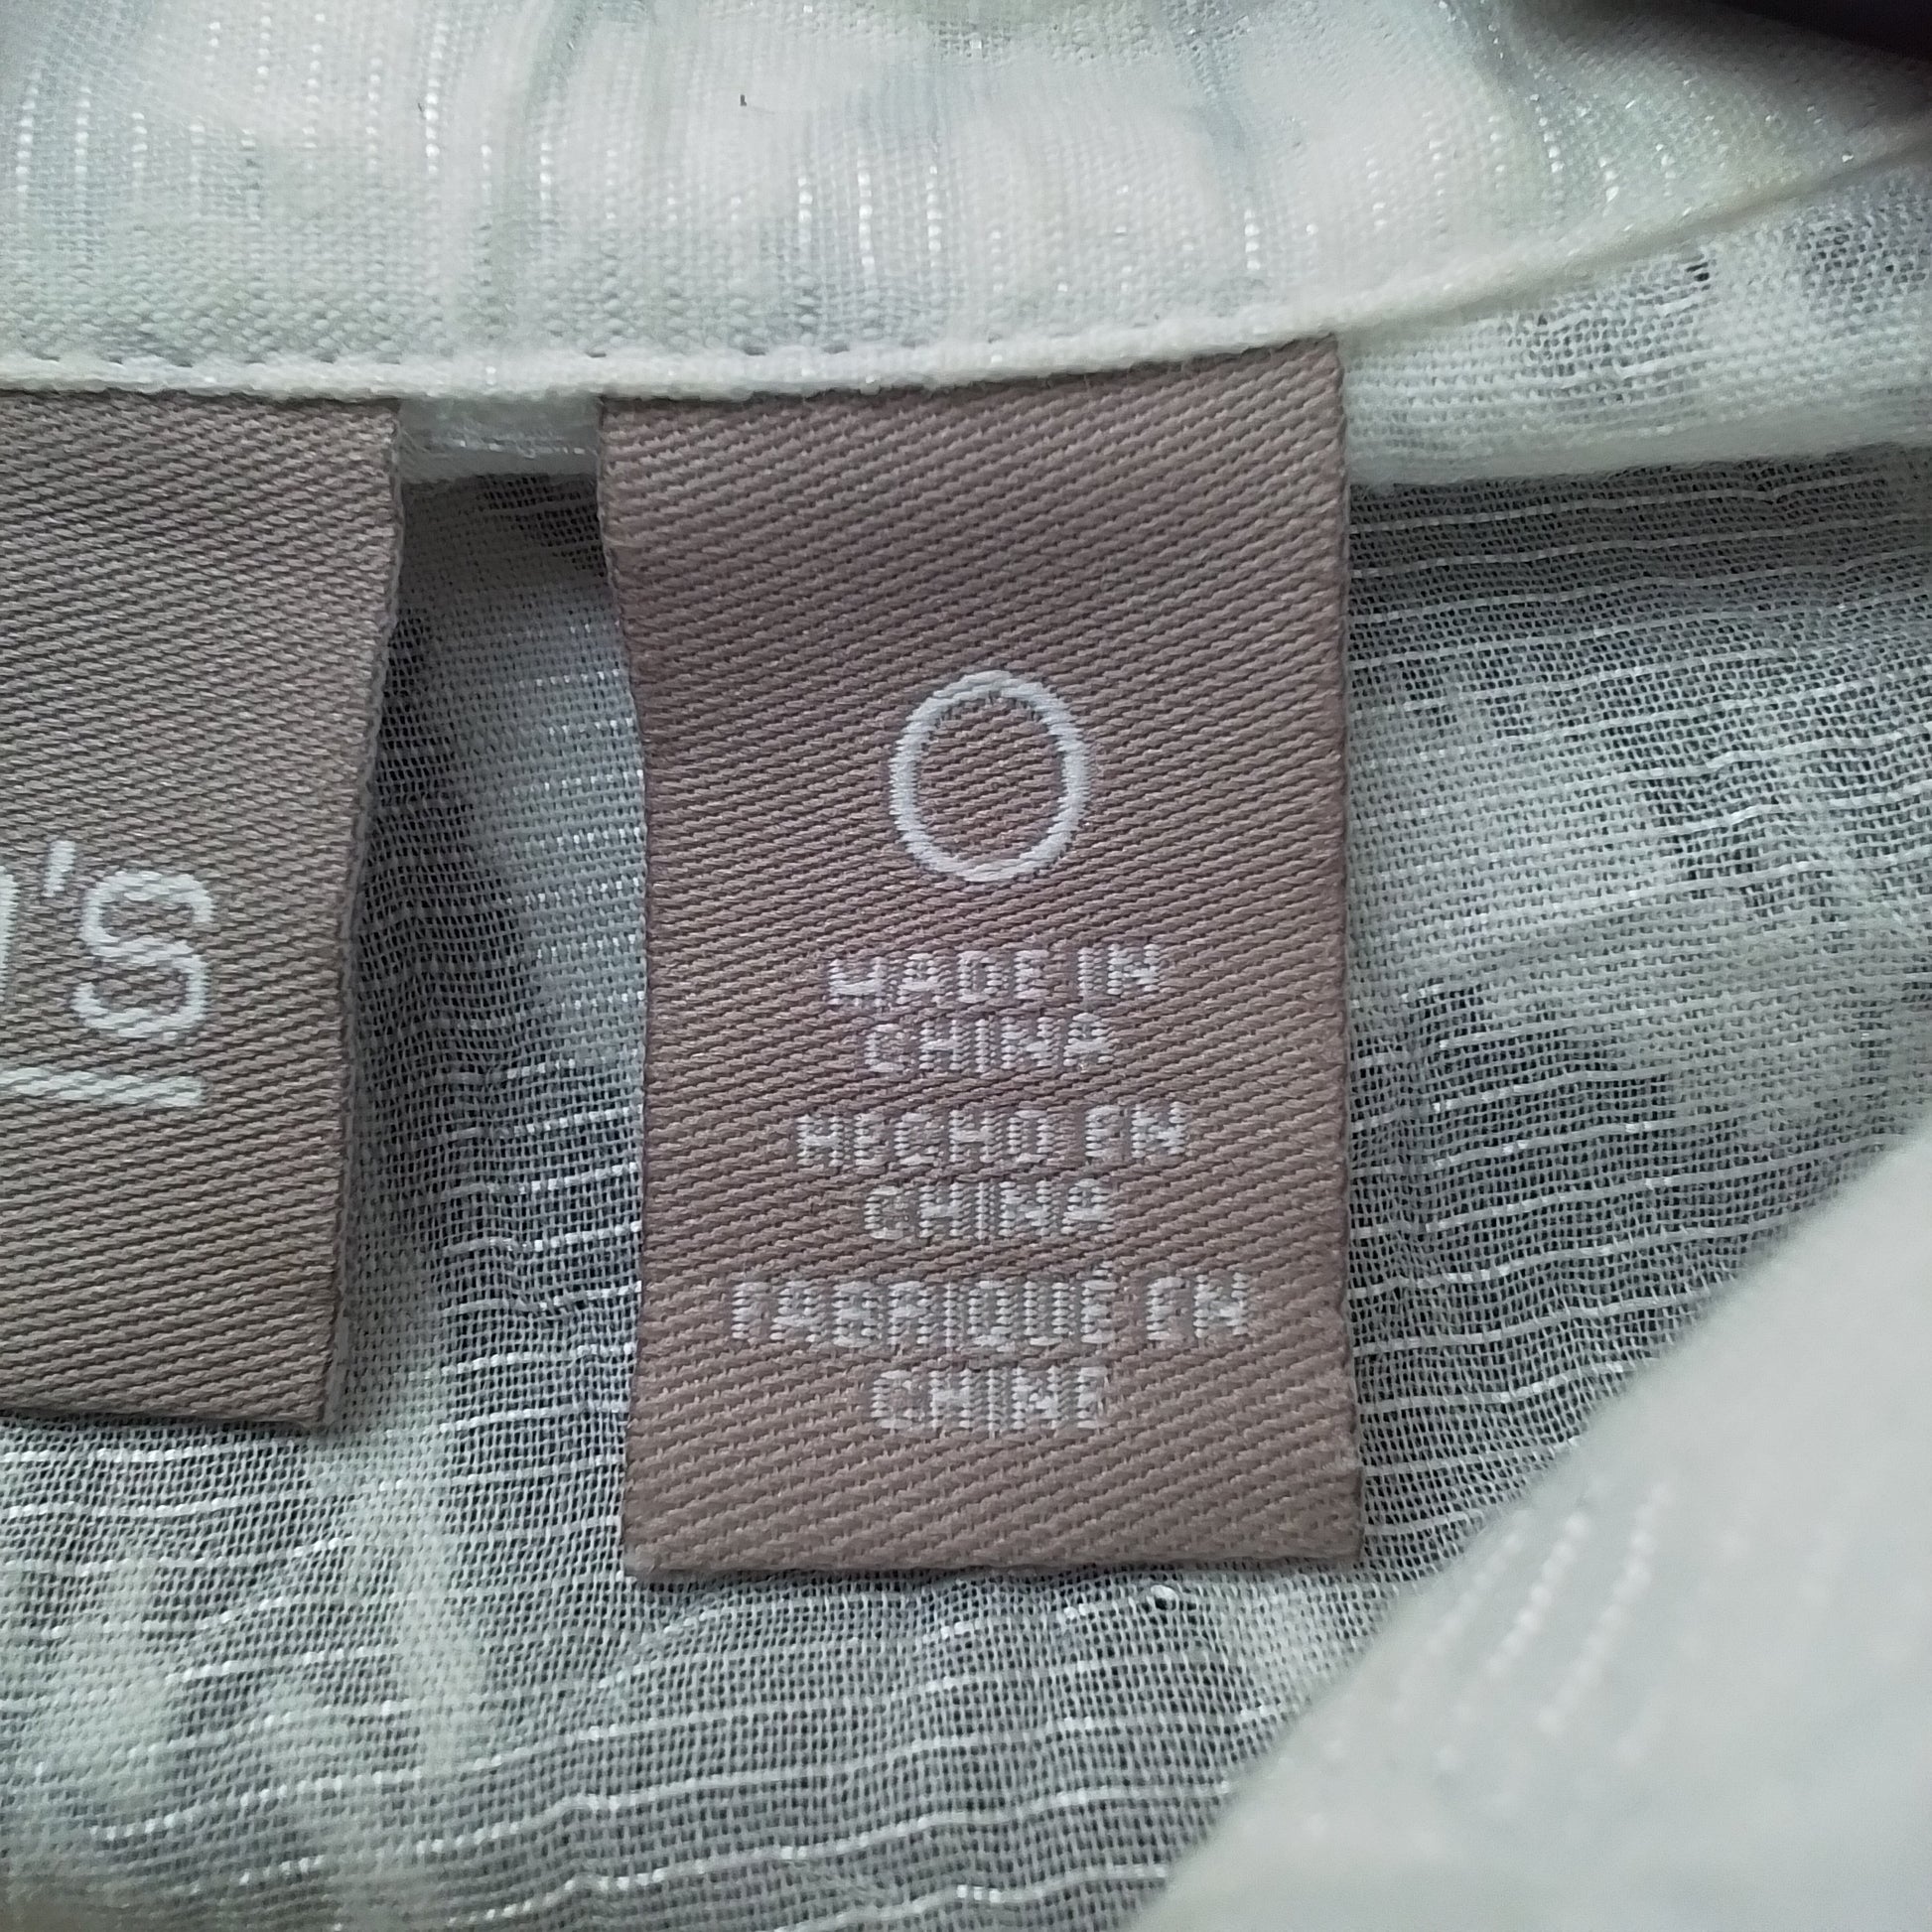 's
0
MADE IN
CHINA
HECHO EN
CHINA
FABRIQUÉ EN
CHINE